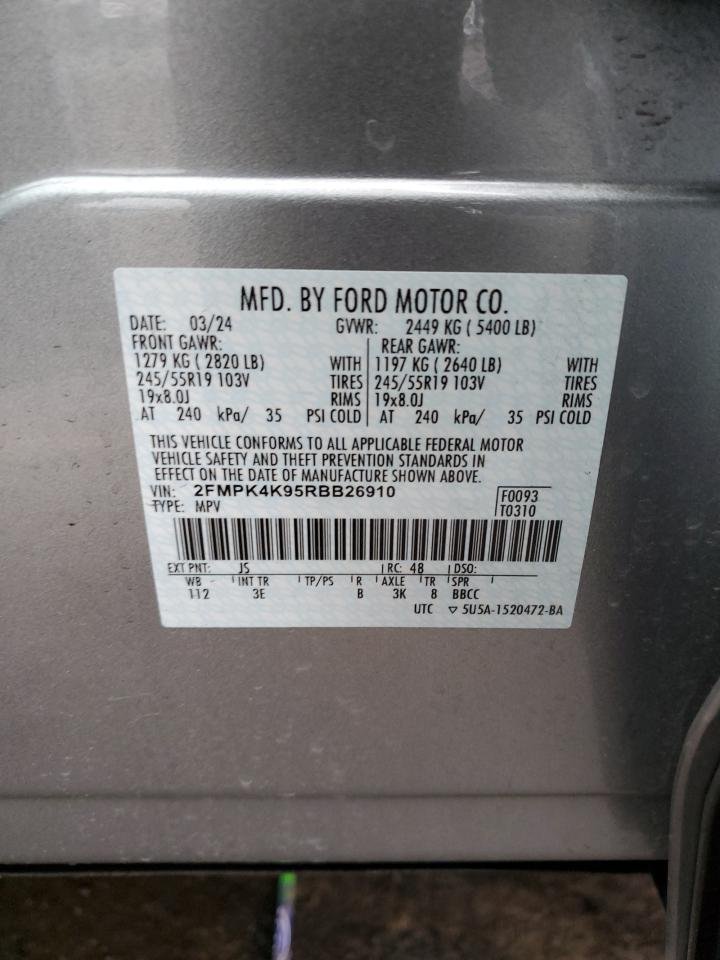 MFD. BY FORD MOTOR CO.
DATE: 03/24 GVWR: 2449 KG ( 5400 LB)
FRONT GAWR: REAR GAWR:
1279 KG ( 2820 LB) WITH 1197 KG ( 2640 LB) WITH
245/55R19 103V TIRES 245/55R19 103V TIRES
19x8.0J RIMS 19x8.0J RIMS
AT 240 kPa/ 35 PSI COLD AT 240 kPa/ 35 PSI COLD
THIS VEHICLE CONFORMS TO ALL APPLICABLE FEDERAL MOTOR
VEHICLE SAFETY AND THEFT PREVENTION STANDARDS IN
EFFECT ON THE DATE OF MANUFACTURE SHOWN ABOVE.
VIN: 2FMPK4K95RBB26910 F0093
TYPE: MPV T0310
EXT PNT: JS RC: 48 DSO:
WB INT TR TP/PS R AXLE TR SPR
112 3E B 3K 8 BBCC
UTC ▽ 5U5A-1520472-BA